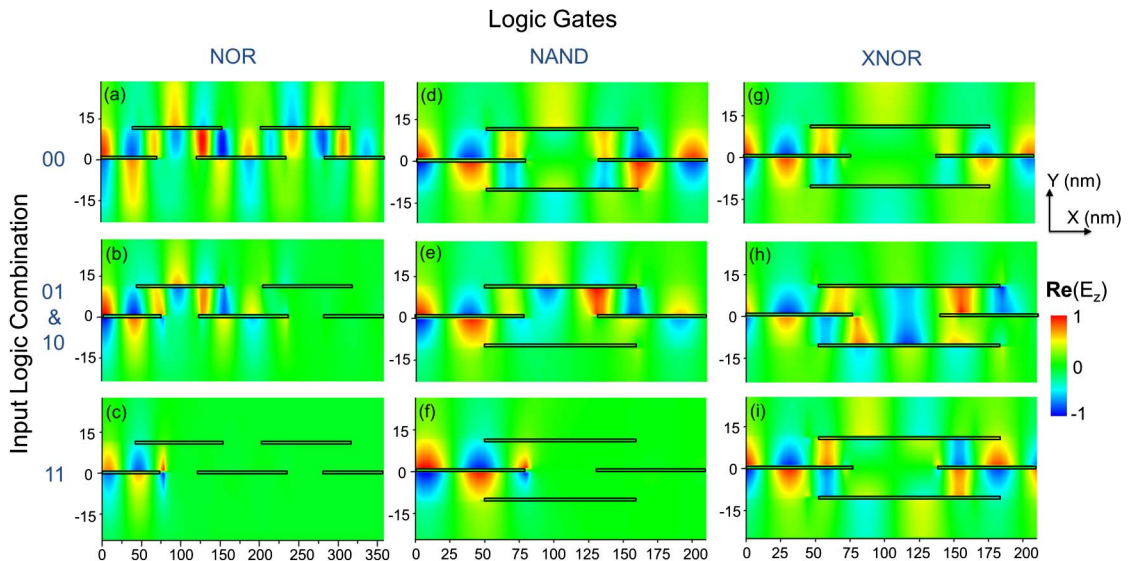 Logic Gates
NOR NAND XNOR
Input Logic Combination
00
(a) (d) (g)
15 15 15
0 0 0
-15 -15 -15
Y (nm)
X (nm)
01
&
10
(b) (e) (h)
15 15 15
0 0 0
-15 -15 -15
Re(Ez)
1
0
-1
11
(c) (f) (i)
15 15 15
0 0 0
-15 -15 -15
0 50 100 150 200 250 300 350 0 25 50 75 100 125 150 175 200 0 25 50 75 100 125 150 175 200